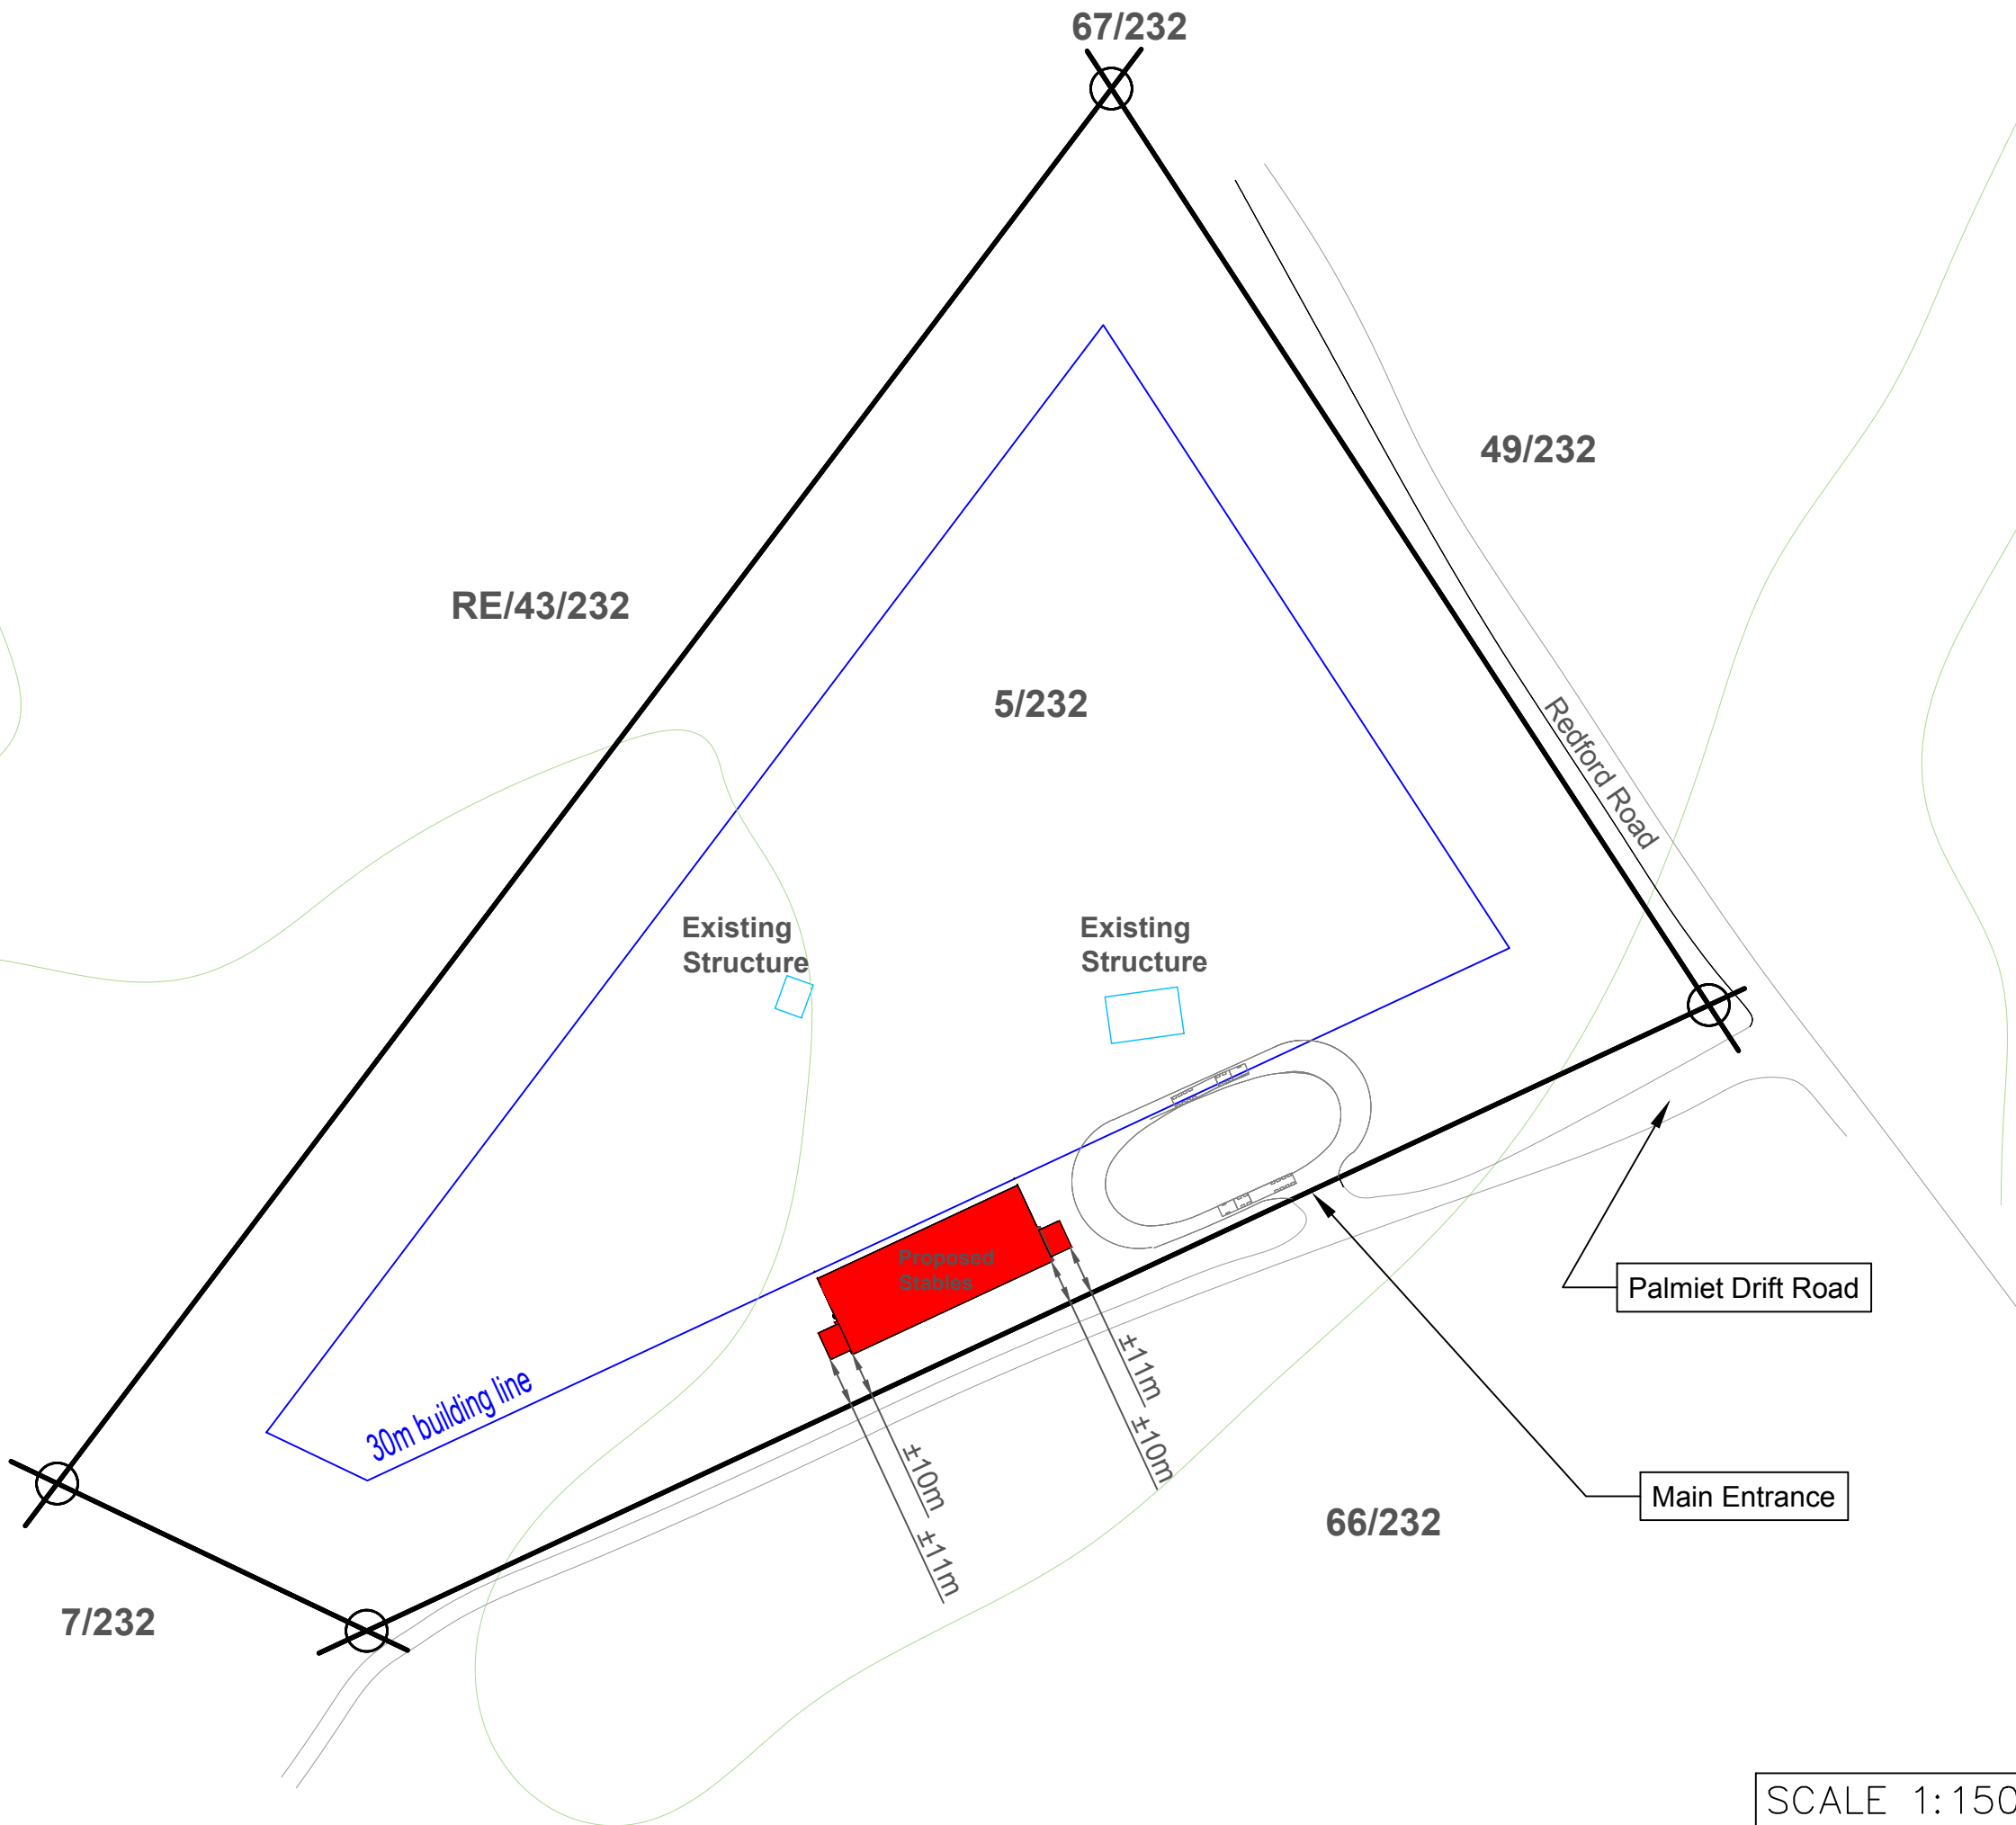 67/232
49/232
RE/43/232
5/232
Redford Road
Existing
Structure
Existing
Structure
Proposed
Stables
Palmiet Drift Road
±11m
±10m
30m building line
±10m
±11m
Main Entrance
66/232
7/232
SCALE 1:150